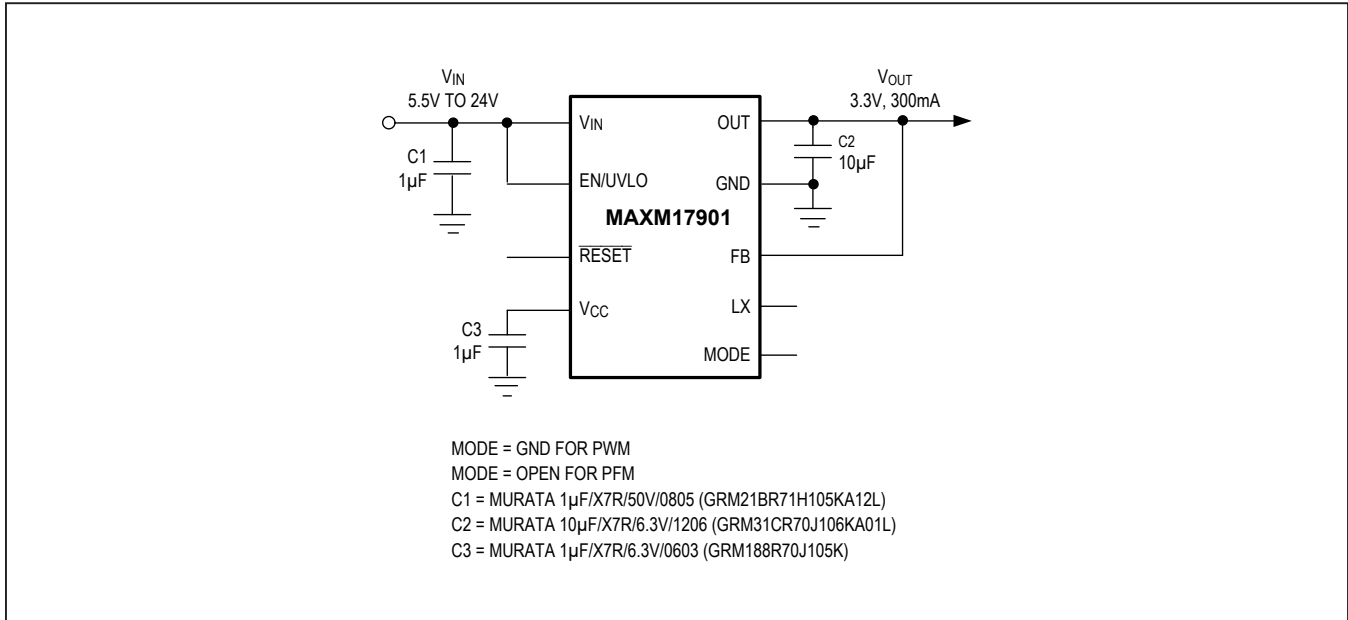 VIN
5.5V TO 24V
VOUT
3.3V, 300mA
VIN
OUT
C1
1µF
C2
10µF
EN/UVLO
GND
MAXM17901
RESET
FB
VCC
LX
C3
1µF
MODE
MODE = GND FOR PWM
MODE = OPEN FOR PFM
C1 = MURATA 1µF/X7R/50V/0805 (GRM21BR71H105KA12L)
C2 = MURATA 10µF/X7R/6.3V/1206 (GRM31CR70J106KA01L)
C3 = MURATA 1µF/X7R/6.3V/0603 (GRM188R70J105K)